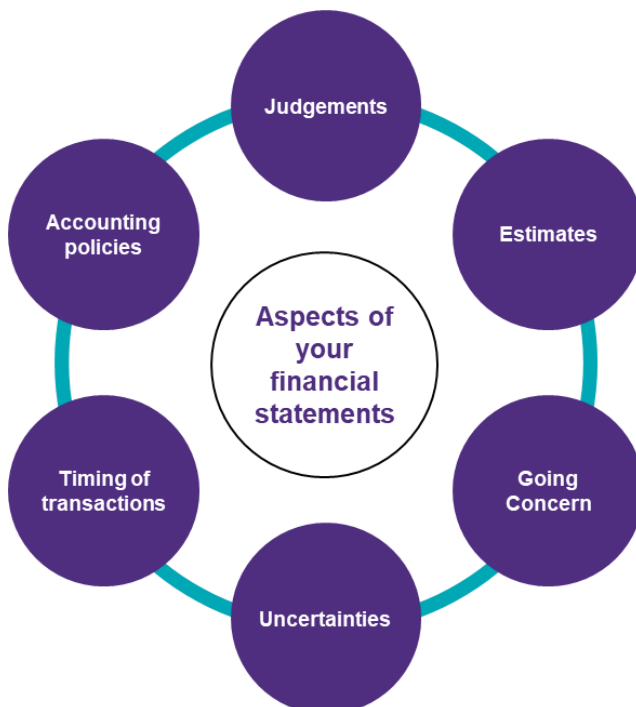 Judgements
Accounting
policies
Estimates
Aspects of
your
financial
statements
Timing of
transactions
Going
Concern
Uncertainties